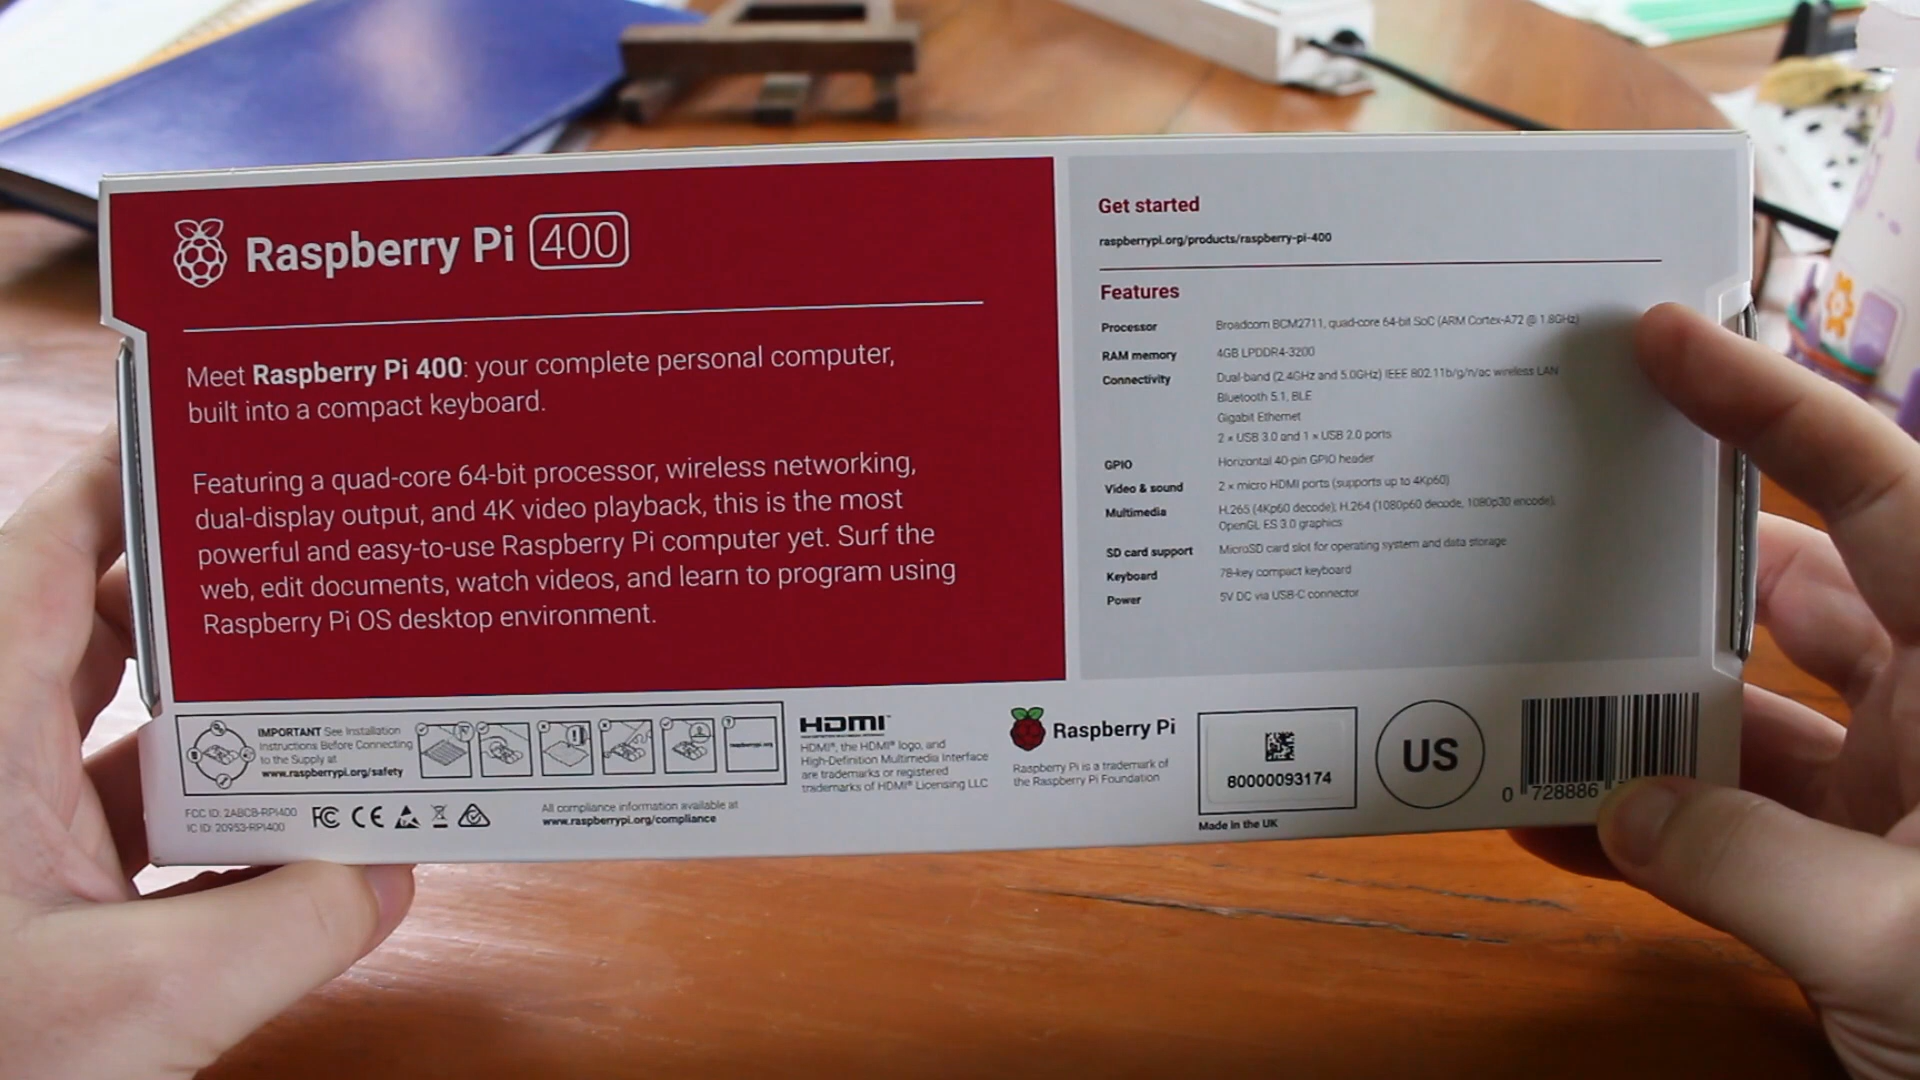 Raspberry Pi 400
Meet Raspberry Pi 400: your complete personal computer,
built into a compact keyboard.
Featuring a quad-core 64-bit processor, wireless networking,
dual-display output, and 4K video playback, this is the most
powerful and easy-to-use Raspberry Pi computer yet. Surf the
web, edit documents, watch videos, and learn to program using
Raspberry Pi OS desktop environment.
Get started
raspberrypi.org/products/raspberry-pi-400
Features
Processor Broadcom BCM2711, quad-core 64-bit SoC (ARM Cortex-A72 @ 1.8GHz)
RAM memory 4GB LPDDR4-3200
Connectivity Dual-band (2.4GHz and 5.0GHz) IEEE 802.11b/g/n/ac wireless LAN
Bluetooth 5.1, BLE
Gigabit Ethernet
2 × USB 3.0 and 1 × USB 2.0 ports
GPIO Horizontal 40-pin GPIO header
Video & sound 2 × micro HDMI ports (supports up to 4Kp60)
Multimedia H.265 (4Kp60 decode); H.264 (1080p60 decode, 1080p30 encode);
OpenGL ES 3.0 graphics
SD card support MicroSD card slot for operating system and data storage
Keyboard 78-key compact keyboard
Power 5V DC via USB-C connector
IMPORTANT See Installation
Instructions Before Connecting
to the Supply at
www.raspberrypi.org/safety
FCC ID: 2ABCB-RPI400
IC ID: 20953-RPI400
FC CE
All compliance information available at
www.raspberrypi.org/compliance
HDMI
HDMI®, the HDMI® logo, and
High-Definition Multimedia Interface
are trademarks or registered
trademarks of HDMI® Licensing LLC
Raspberry Pi
Raspberry Pi is a trademark of
the Raspberry Pi Foundation
80000093174
Made in the UK
US
0 728886